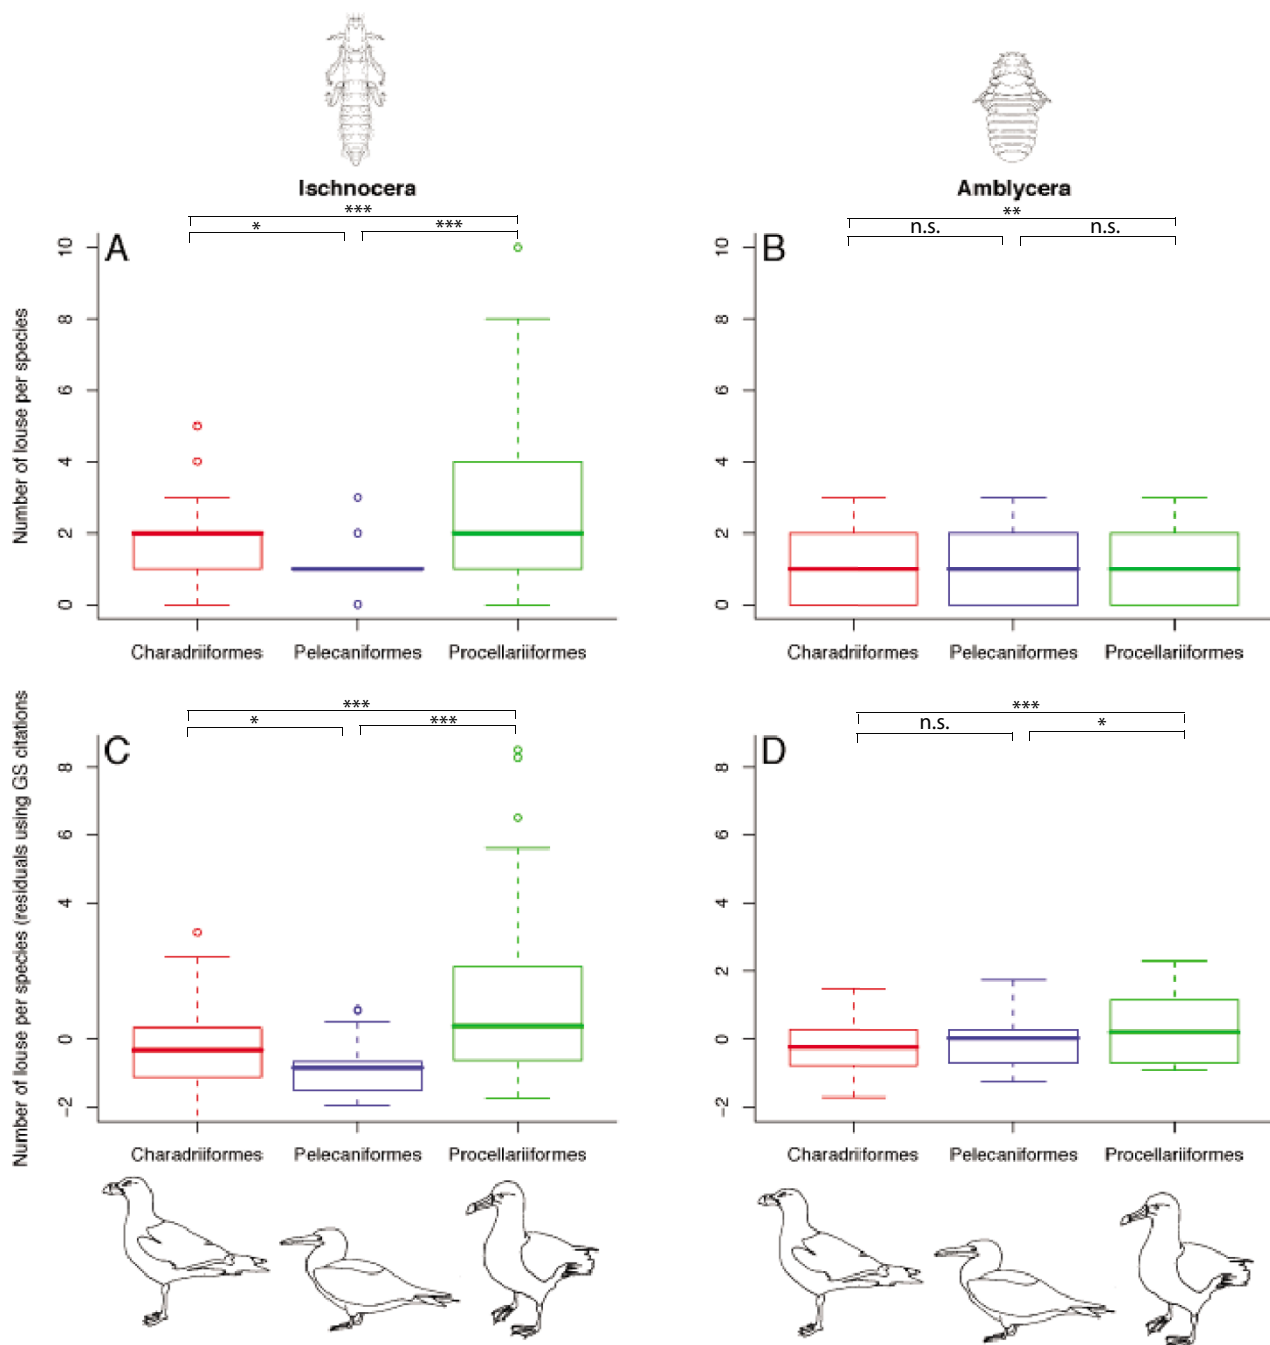 Ischnocera
Amblycera
***
*
***
A
10
8
6
4
2
0
Number of louse per species
Charadriiformes Pelecaniformes Procellariiformes
**
n.s.
n.s.
B
10
8
6
4
2
0
Charadriiformes Pelecaniformes Procellariiformes
***
*
***
C
8
6
4
2
0
−2
Number of louse per species (residuals using GS citations
Charadriiformes Pelecaniformes Procellariiformes
***
n.s.
*
D
8
6
4
2
0
−2
Charadriiformes Pelecaniformes Procellariiformes